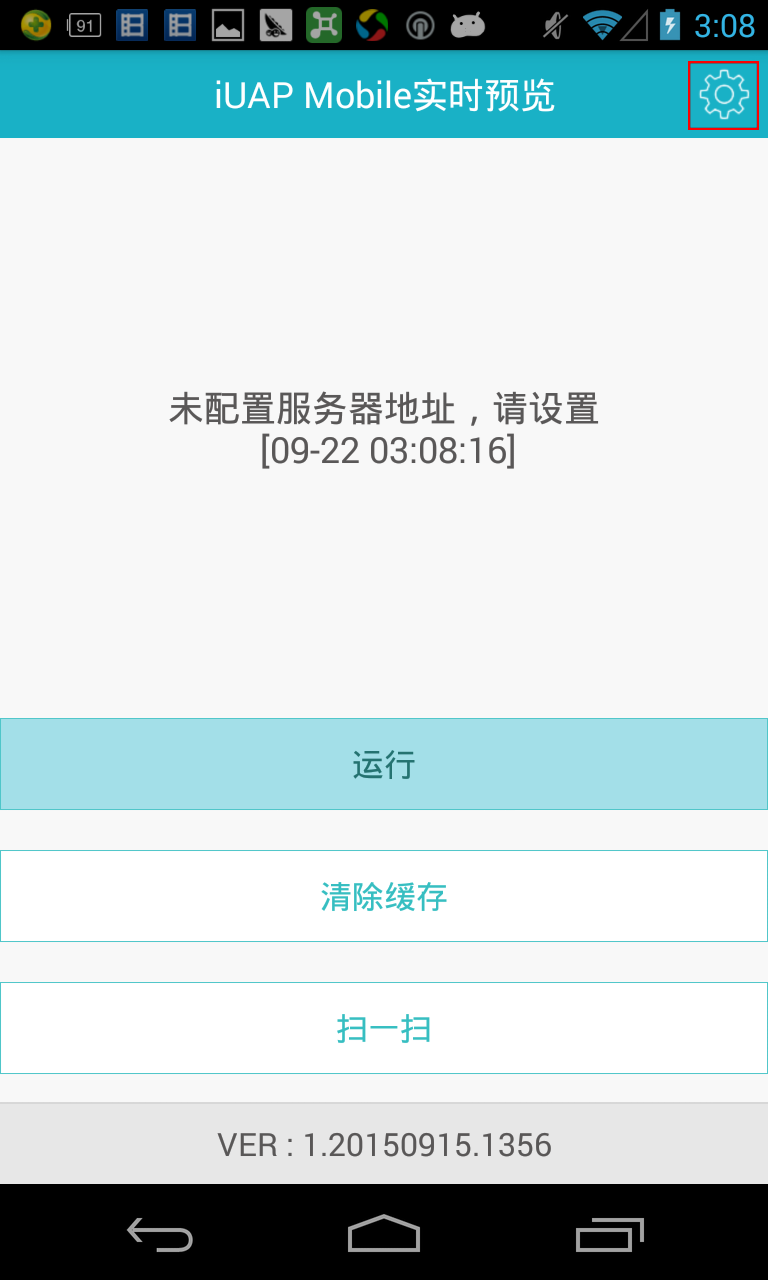 91
3:08
iUAP Mobile实时预览
未配置服务器地址，请设置
[09-22 03:08:16]
运行
清除缓存
扫一扫
VER : 1.20150915.1356